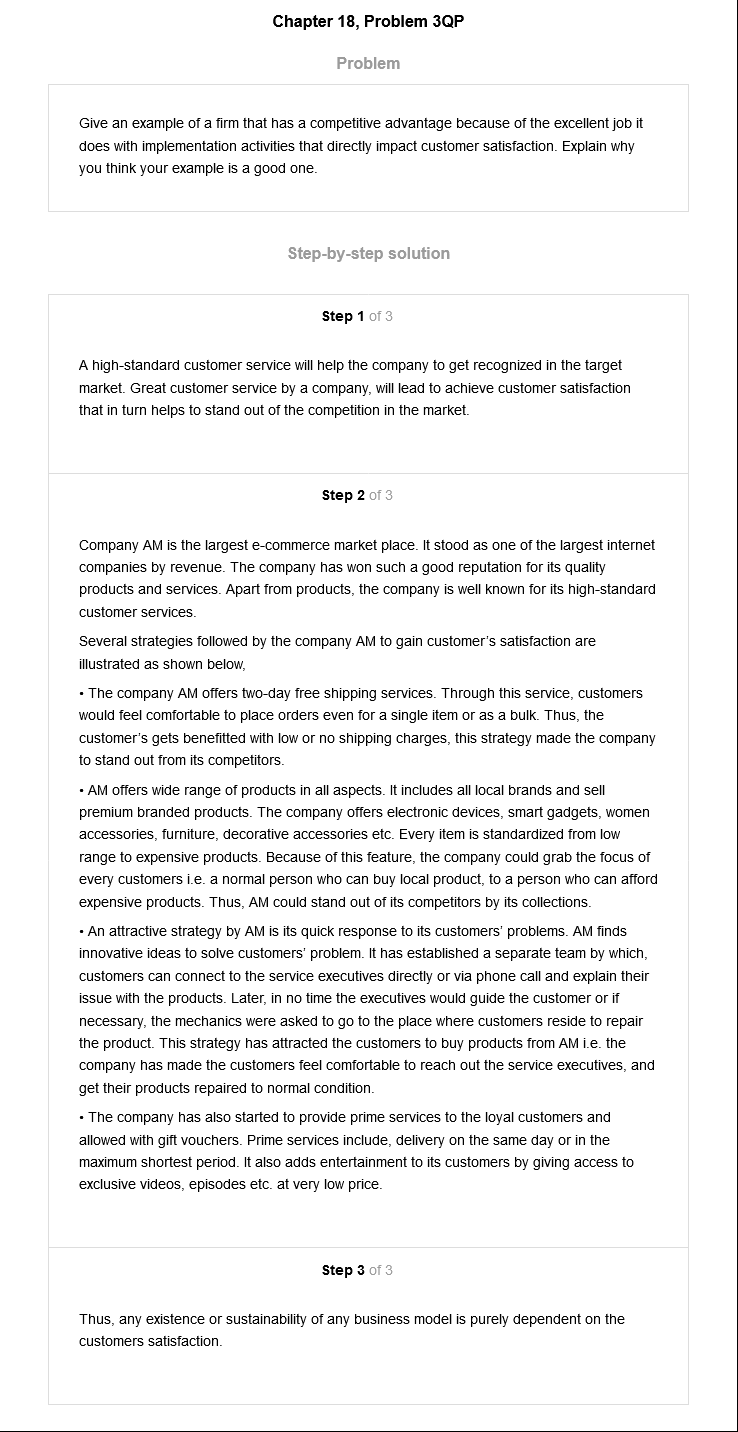 Chapter 18, Problem 3QP
Problem
Give an example of a firm that has a competitive advantage because of the excellent job it
does with implementation activities that directly impact customer satisfaction. Explain why
you think your example is a good one.
Step-by-step solution
Step 1 of 3
A high-standard customer service will help the company to get recognized in the target
market. Great customer service by a company, will lead to achieve customer satisfaction
that in turn helps to stand out of the competition in the market.
Step 2 of 3
Company AM is the largest e-commerce market place. It stood as one of the largest internet
companies by revenue. The company has won such a good reputation for its quality
products and services. Apart from products, the company is well known for its high-standard
customer services.
Several strategies followed by the company AM to gain customer's satisfaction are
illustrated as shown below,
• The company AM offers two-day free shipping services. Through this service, customers
would feel comfortable to place orders even for a single item or as a bulk. Thus, the
customer's gets benefitted with low or no shipping charges, this strategy made the company
to stand out from its competitors.
• AM offers wide range of products in all aspects. It includes all local brands and sell
premium branded products. The company offers electronic devices, smart gadgets, women
accessories, furniture, decorative accessories etc. Every item is standardized from low
range to expensive products. Because of this feature, the company could grab the focus of
every customers i.e. a normal person who can buy local product, to a person who can afford
expensive products. Thus, AM could stand out of its competitors by its collections.
• An attractive strategy by AM is its quick response to its customers' problems. AM finds
innovative ideas to solve customers' problem. It has established a separate team by which,
customers can connect to the service executives directly or via phone call and explain their
issue with the products. Later, in no time the executives would guide the customer or if
necessary, the mechanics were asked to go to the place where customers reside to repair
the product. This strategy has attracted the customers to buy products from AM i.e. the
company has made the customers feel comfortable to reach out the service executives, and
get their products repaired to normal condition.
• The company has also started to provide prime services to the loyal customers and
allowed with gift vouchers. Prime services include, delivery on the same day or in the
maximum shortest period. It also adds entertainment to its customers by giving access to
exclusive videos, episodes etc. at very low price.
Step 3 of 3
Thus, any existence or sustainability of any business model is purely dependent on the
customers satisfaction.